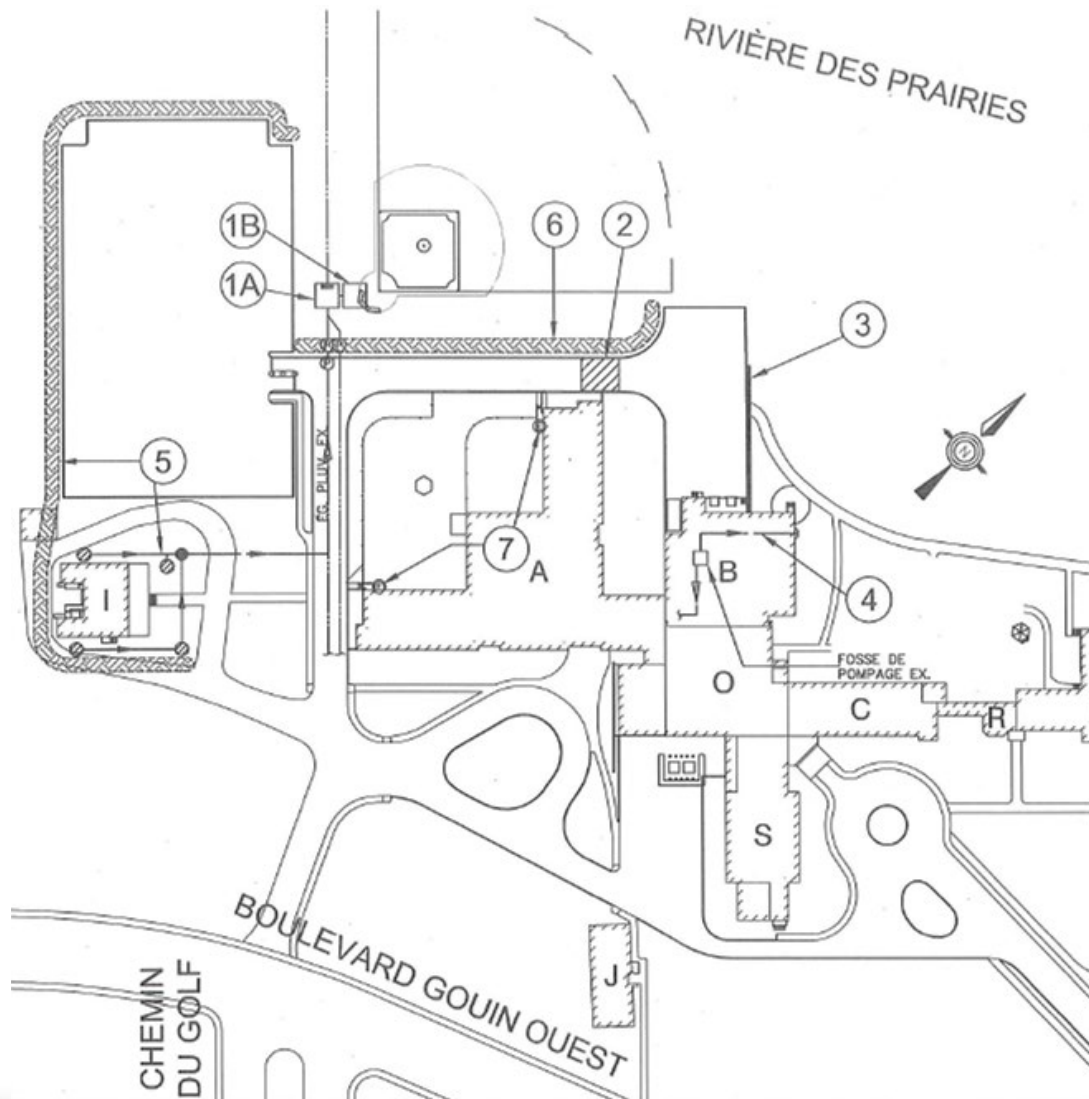 RIVIÈRE DES PRAIRIES
1B
6
2
1A
3
ÉG. PLUV. EX.
5
7
A
B
4
I
FOSSE DE
POMPAGE EX.
O
C
R
N
S
J
BOULEVARD GOUIN OUEST
CHEMIN
DU GOLF